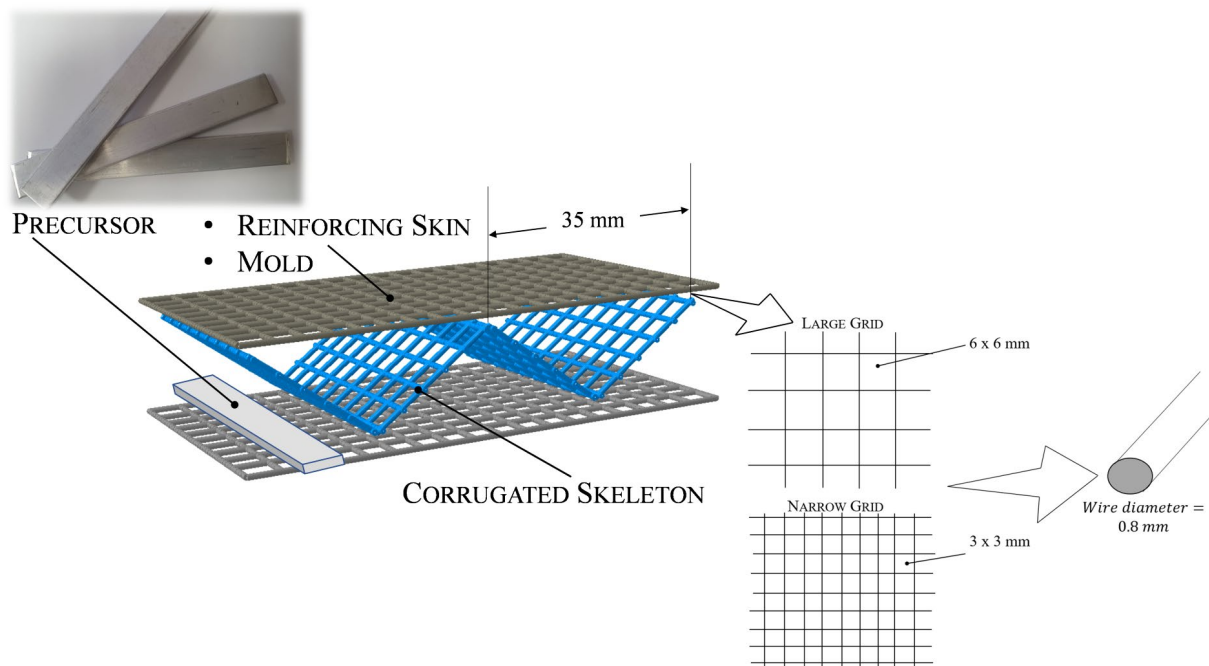 PRECURSOR
• REINFORCING SKIN
• MOLD
35 mm
CORRUGATED SKELETON
LARGE GRID
6 x 6 mm
NARROW GRID
3 x 3 mm
Wire diameter =
0.8 mm